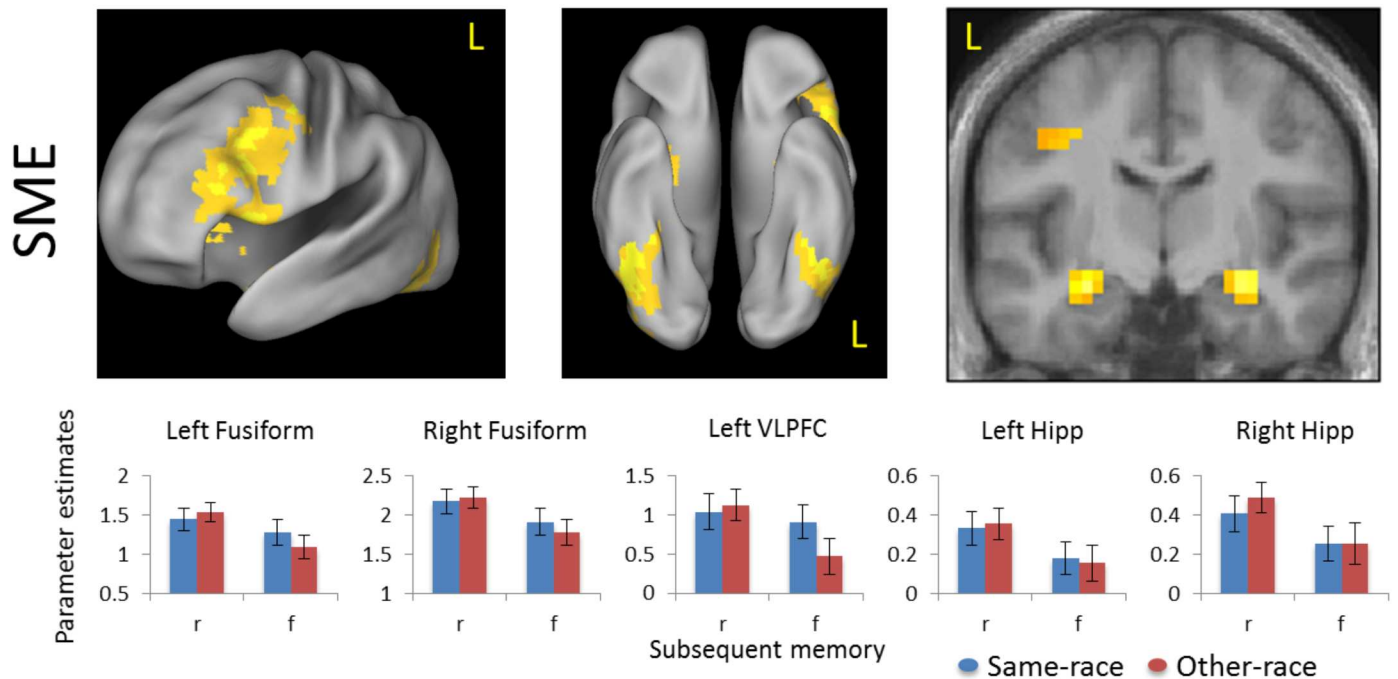 SME
L
L
L
Parameter estimates
Left Fusiform
2
1.5
1
0.5
r
f
Right Fusiform
2.5
2
1.5
1
r
f
Left VLPFC
1.5
1
0.5
0
r
f
Left Hipp
0.6
0.4
0.2
0
r
f
Right Hipp
0.6
0.4
0.2
0
r
f
Subsequent memory
Same-race
Other-race